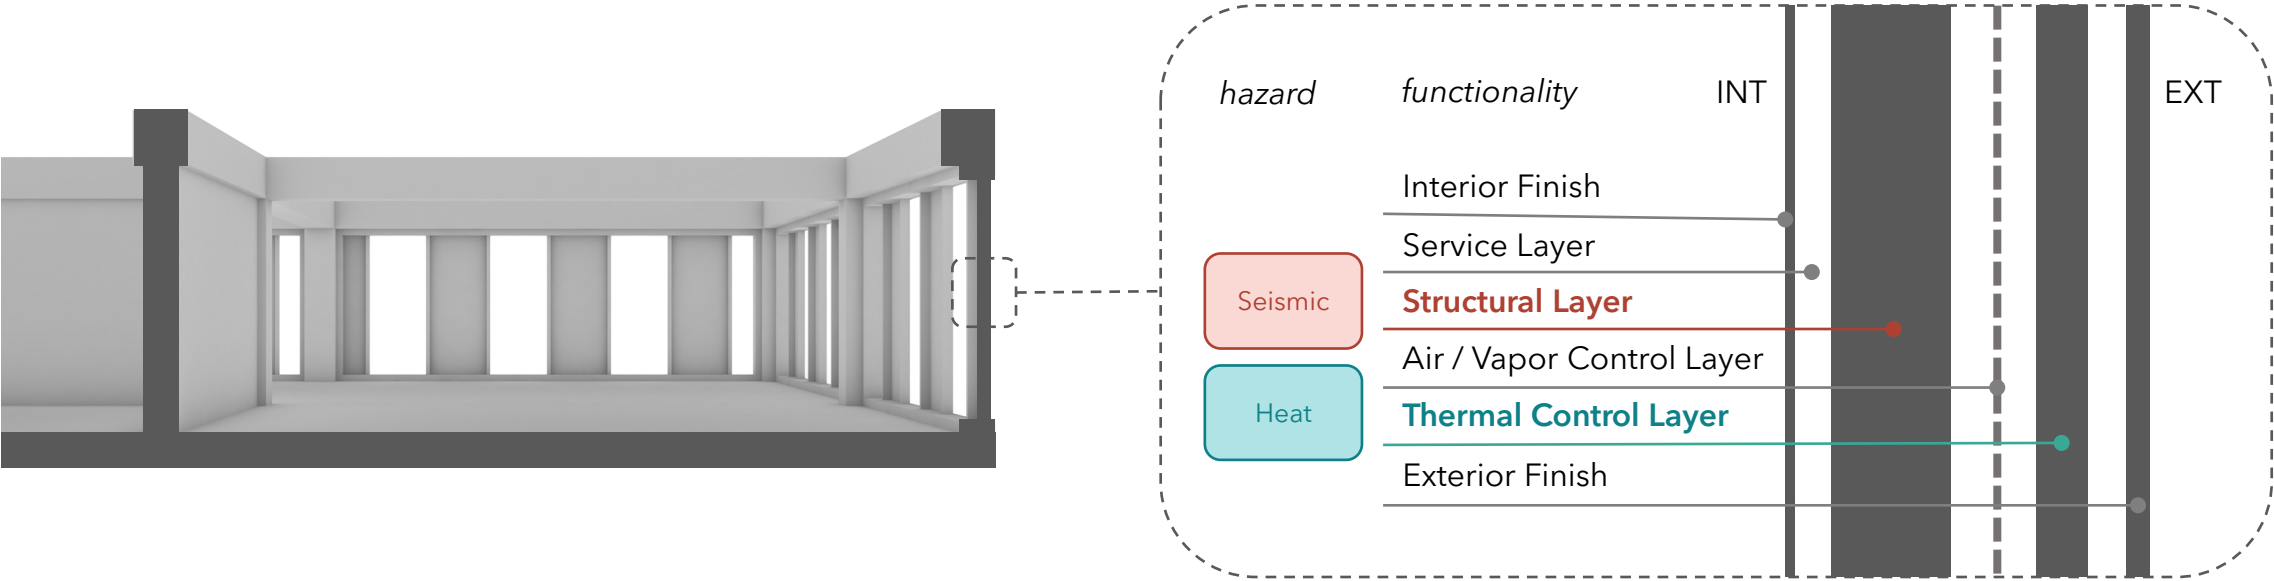 hazard functionality INT EXT
Interior Finish
Service Layer
Seismic Structural Layer
Air / Vapor Control Layer
Heat Thermal Control Layer
Exterior Finish